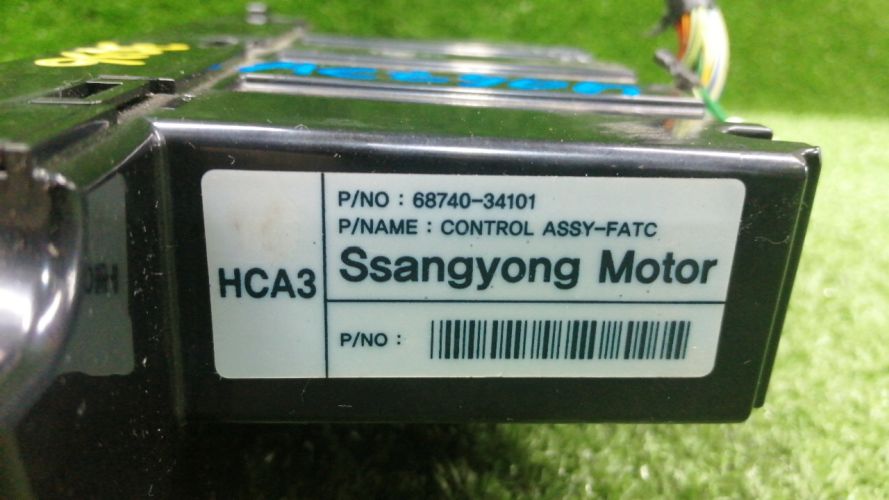 HCA3
P/NO : 68740-34101
P/NAME : CONTROL ASSY-FATC
Ssangyong Motor
P/NO :